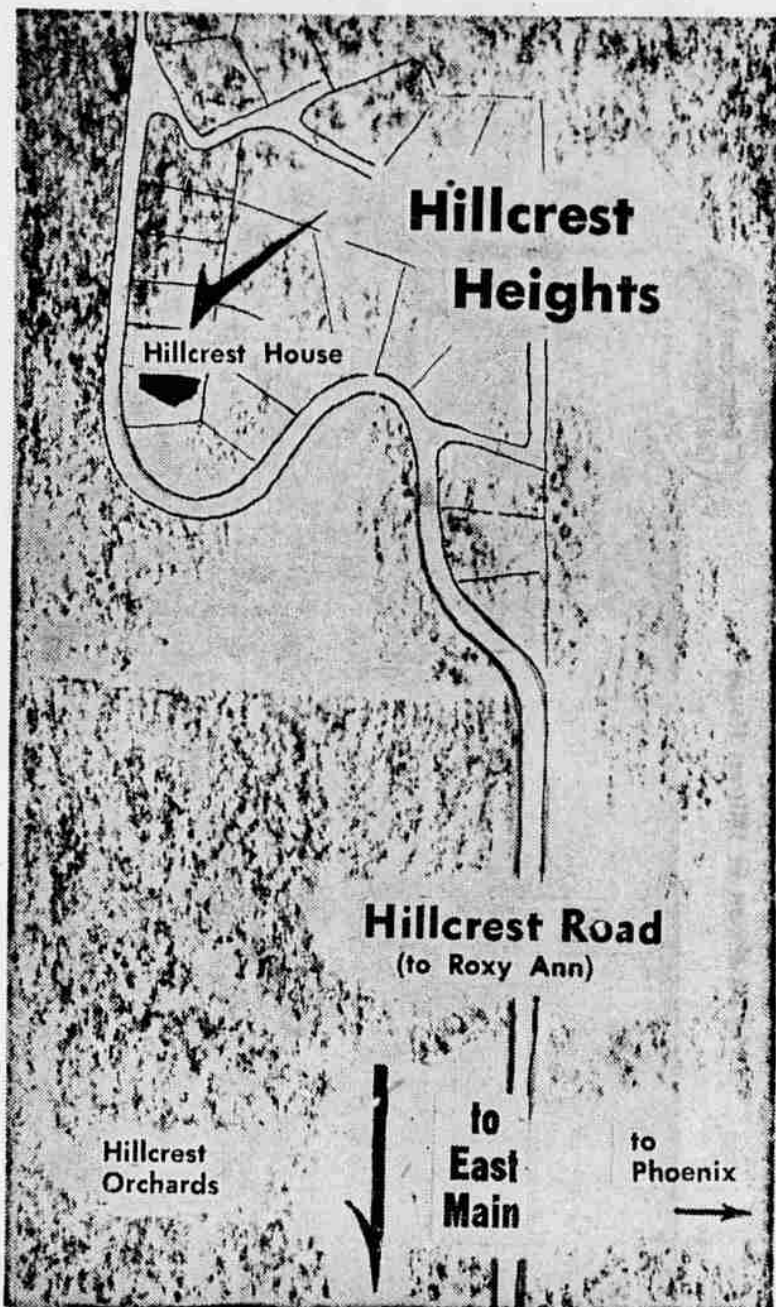 Hillcrest
Heights
Hillcrest House
Hillcrest Road
(to Roxy Ann)
to
East
Main
Hillcrest
Orchards
to
Phoenix